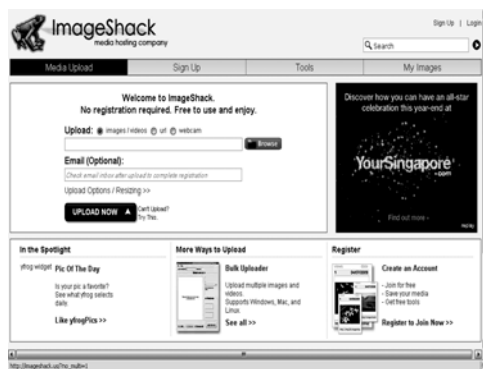 ImageShack
media hosting company
Sign Up | Login
Search
Media Upload Sign Up Tools My Images
Welcome to ImageShack.
No registration required. Free to use and enjoy.
Upload: images / videos url webcam
Browse
Email (Optional):
Check email inbox after upload to complete registration
Upload Options / Resizing >>
UPLOAD NOW
Can't Upload?
Try This.
Discover how you can have an all-star
celebration this year-end at
YourSingapore
.com
Find out more
In the Spotlight
yfrog widget Pic Of The Day
Is your pic a favorite?
See what yfrog selects
daily.
Like yfrogPics >>
More Ways to Upload
Bulk Uploader
Upload multiple images and
videos.
Supports Windows, Mac, and
Linux.
See all >>
Register
Create an Account
- Join for free
- Save your media
- Get free tools
Register to Join Now >>
http://imageshack.us/?no_multi=1